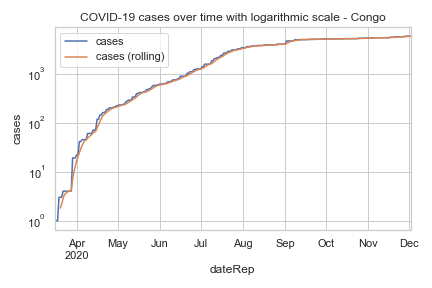 COVID-19 cases over time with logarithmic scale - Congo
cases
cases (rolling)
10³
10²
10¹
10⁰
cases
Apr
2020
May
Jun
Jul
Aug
Sep
Oct
Nov
Dec
dateRep